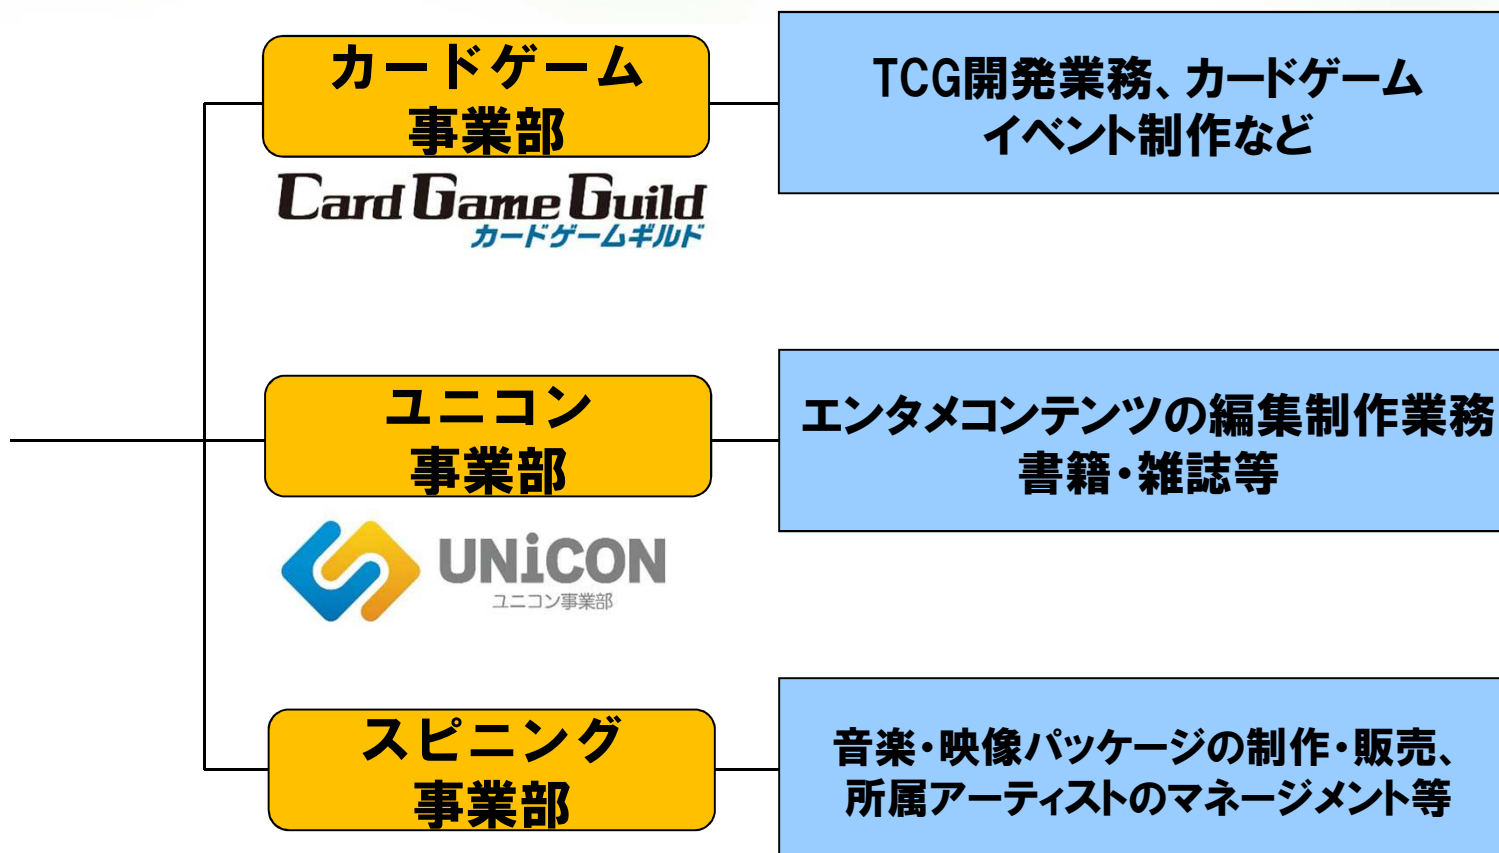 カードゲーム
事業部
TCG開発業務、カードゲーム
イベント制作など
Card Game Guild
カードゲームギルド
ユニコン
事業部
エンタメコンテンツの編集制作業務
書籍・雑誌等
UNiCON
ユニコン事業部
スピニング
事業部
音楽・映像パッケージの制作・販売、
所属アーティストのマネージメント等